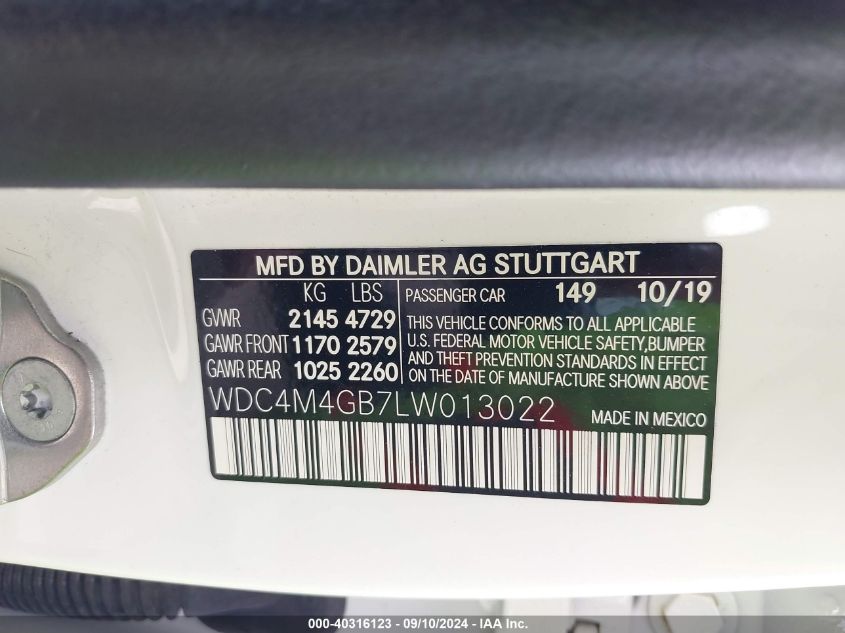 MFD BY DAIMLER AG STUTTGART
KG LBS
GVWR 2145 4729
GAWR FRONT 1170 2579
GAWR REAR 1025 2260
PASSENGER CAR 149 10/19
THIS VEHICLE CONFORMS TO ALL APPLICABLE
U.S. FEDERAL MOTOR VEHICLE SAFETY,BUMPER
AND THEFT PREVENTION STANDARDS IN EFFECT
ON THE DATE OF MANUFACTURE SHOWN ABOVE.
WDC4M4GB7LW013022
MADE IN MEXICO
000-40316123 - 09/10/2024 - IAAI.com